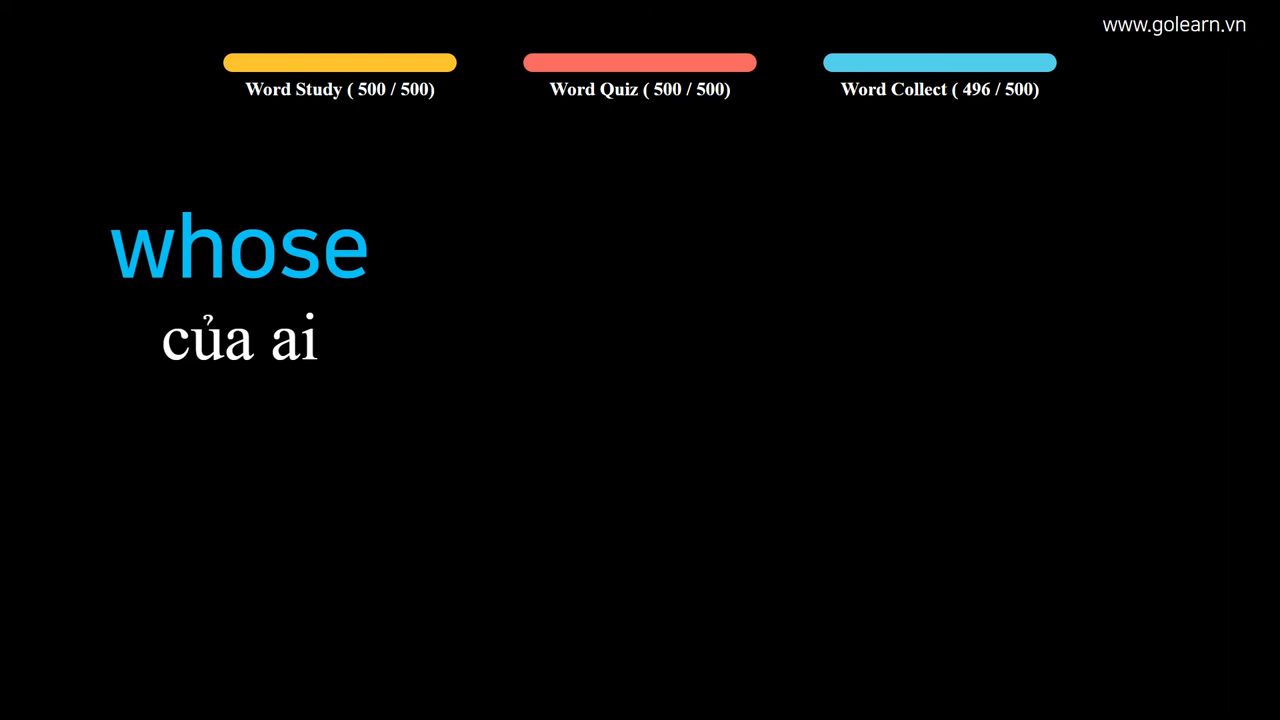 www.golearn.vn
Word Study ( 500 / 500)
Word Quiz ( 500 / 500)
Word Collect ( 496 / 500)
whose
của ai